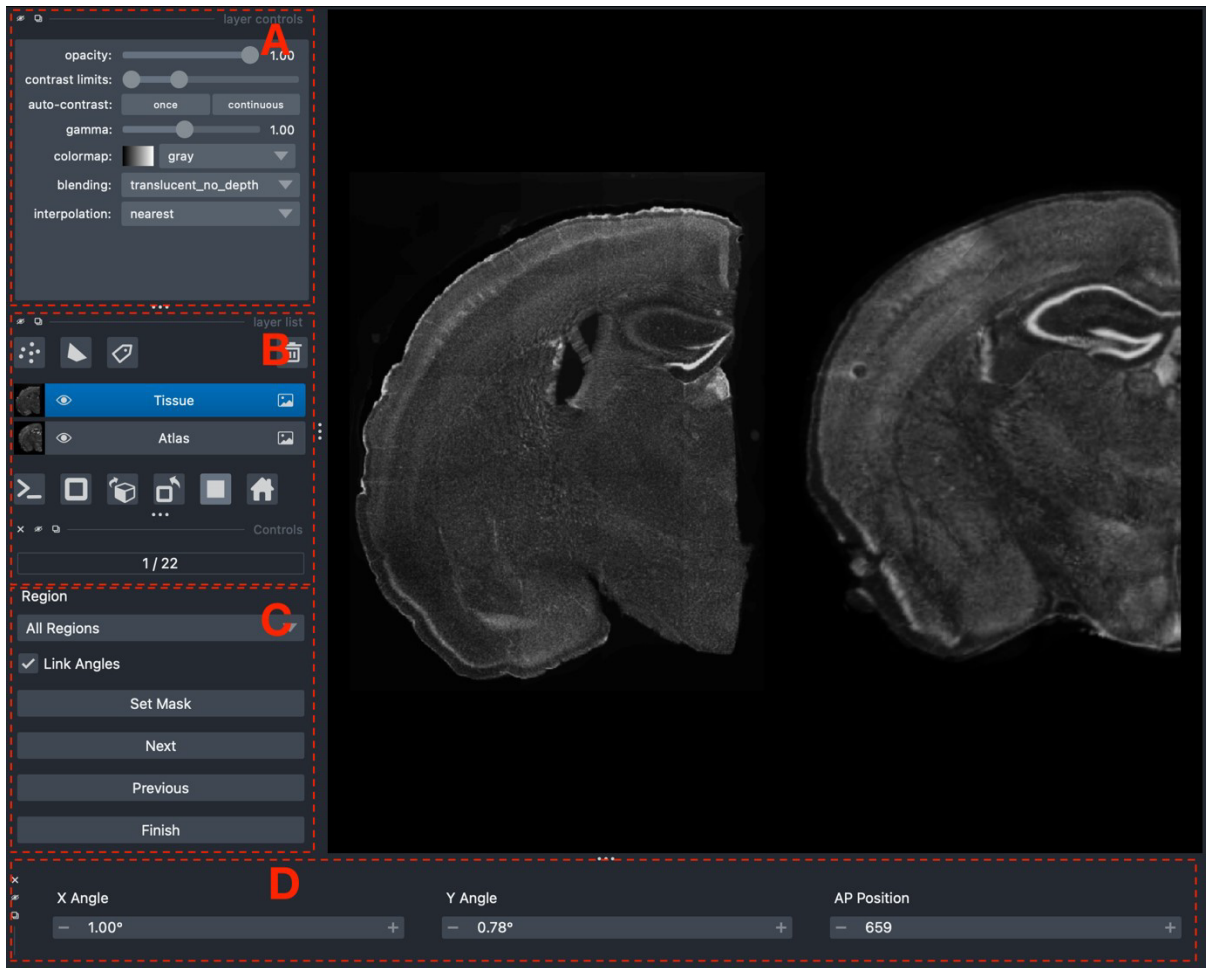 layer controls
A
opacity: 1.00
contrast limits:
auto-contrast: once continuous
gamma: 1.00
colormap: gray
blending: translucent_no_depth
interpolation: nearest
layer list
B
Tissue
Atlas
Controls
1 / 22
Region
C
All Regions
Link Angles
Set Mask
Next
Previous
Finish
D
X Angle Y Angle AP Position
− 1.00° + − 0.78° + − 659 +